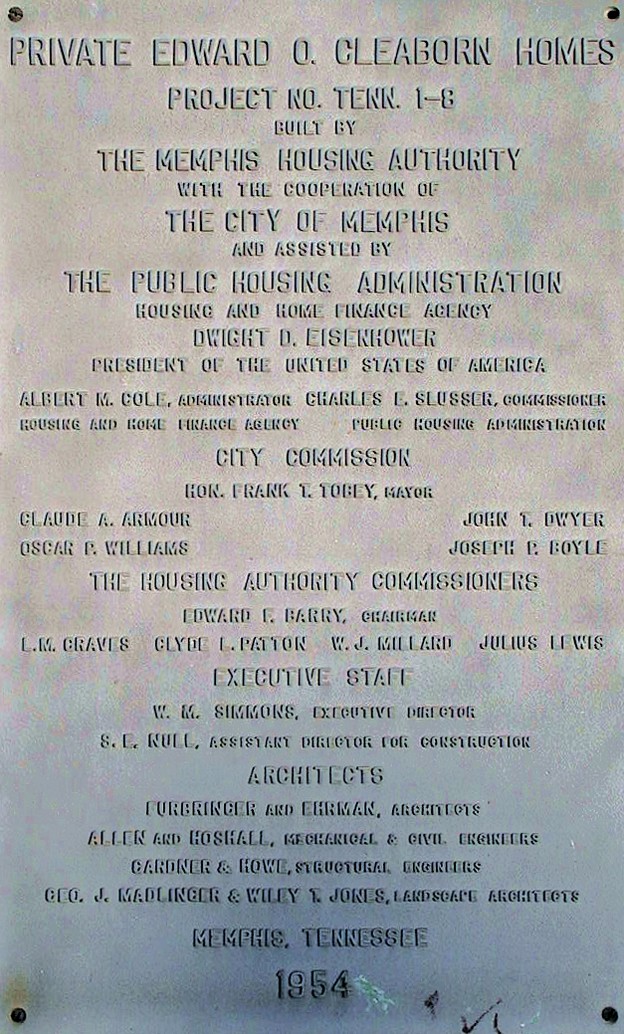 PRIVATE EDWARD O. CLEABORN HOMES
PROJECT NO. TENN. 1-8
BUILT BY
THE MEMPHIS HOUSING AUTHORITY
WITH THE COOPERATION OF
THE CITY OF MEMPHIS
AND ASSISTED BY
THE PUBLIC HOUSING ADMINISTRATION
HOUSING AND HOME FINANCE AGENCY
DWIGHT D. EISENHOWER
PRESIDENT OF THE UNITED STATES OF AMERICA
ALBERT M. COLE, ADMINISTRATOR CHARLES E. SLUSSER, COMMISSIONER
HOUSING AND HOME FINANCE AGENCY PUBLIC HOUSING ADMINISTRATION
CITY COMMISSION
HON. FRANK T. TOBEY, MAYOR
CLAUDE A. ARMOUR JOHN T. DWYER
OSCAR P. WILLIAMS JOSEPH P. BOYLE
THE HOUSING AUTHORITY COMMISSIONERS
EDWARD F. BARRY, CHAIRMAN
L.M. GRAVES CLYDE L. PATTON W.J. MILLARD JULIUS LEWIS
EXECUTIVE STAFF
W. M. SIMMONS, EXECUTIVE DIRECTOR
S.E. NULL, ASSISTANT DIRECTOR FOR CONSTRUCTION
ARCHITECTS
FURBRINGER AND EHRMAN, ARCHITECTS
ALLEN AND HOSHALL, MECHANICAL & CIVIL ENGINEERS
GARDNER & HOWE, STRUCTURAL ENGINEERS
GEO. J. MADLINGER & WILEY T. JONES, LANDSCAPE ARCHITECTS
MEMPHIS, TENNESSEE
1954